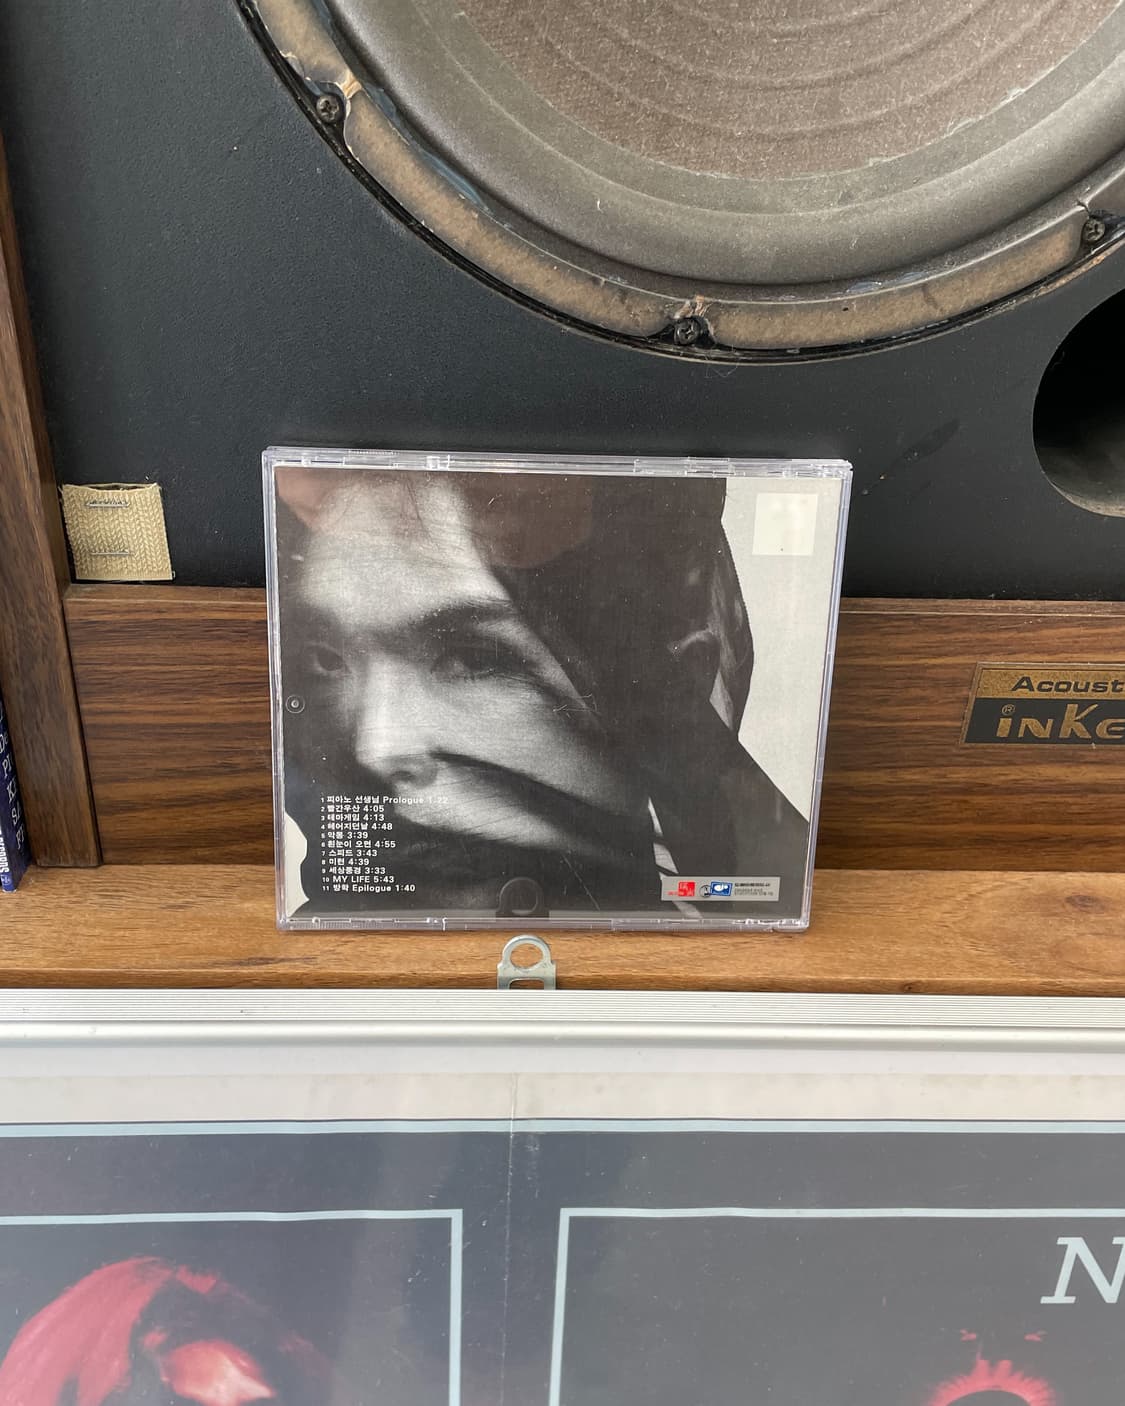 Acoust
iNKe
1 피아노 선생님 Prologue 1:22
2 빨간우산 4:05
3 테마게임 4:13
4 헤어지던날 4:48
5 악동 3:39
6 흰눈이 오면 4:55
7 스피드 3:43
8 미련 4:39
9 세상풍경 3:33
10 MY LIFE 5:43
11 방학 Epilogue 1:40
N